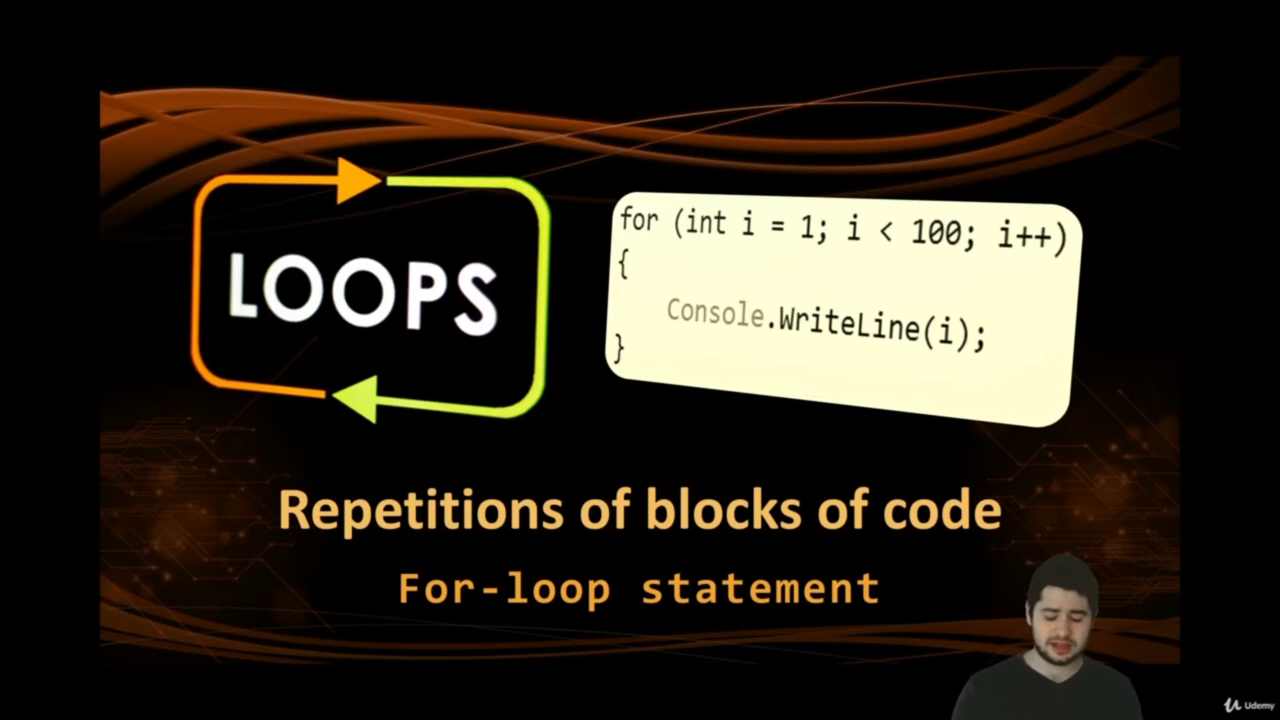 LOOPS
for (int i = 1; i < 100; i++)
{
Console.WriteLine(i);
}
Repetitions of blocks of code
For-loop statement
Udemy